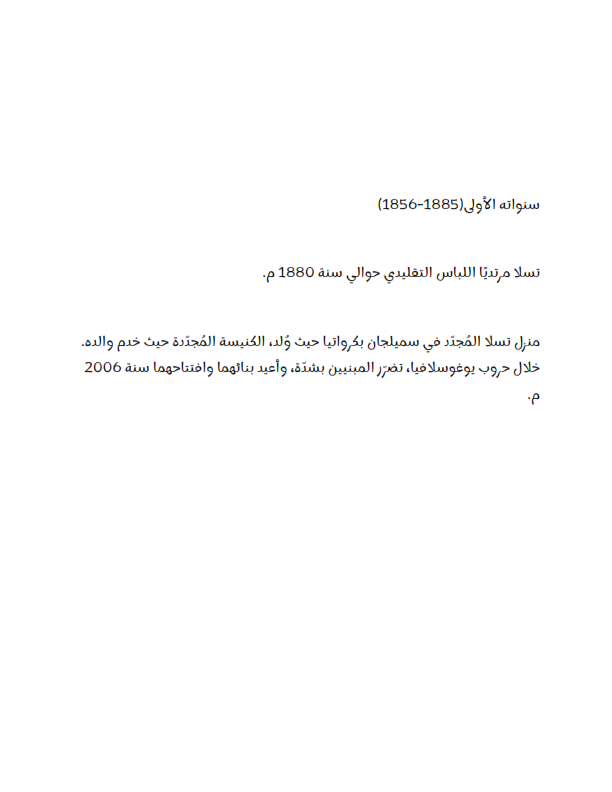 سنواته الأولى(1885–1856)
تسلا مرتديًا اللباس التقليدي حوالي سنة 1880 م.
منزل تسلا المُجدّد في سميلجان بكرواتيا حيث وُلد، الكنيسة المُجدّدة حيث خدم والده.
خلال حروب يوغوسلافيا، تضرّر المبنيين بشدّة، وأعيد بنائهما وافتتاحهما سنة 2006
م.